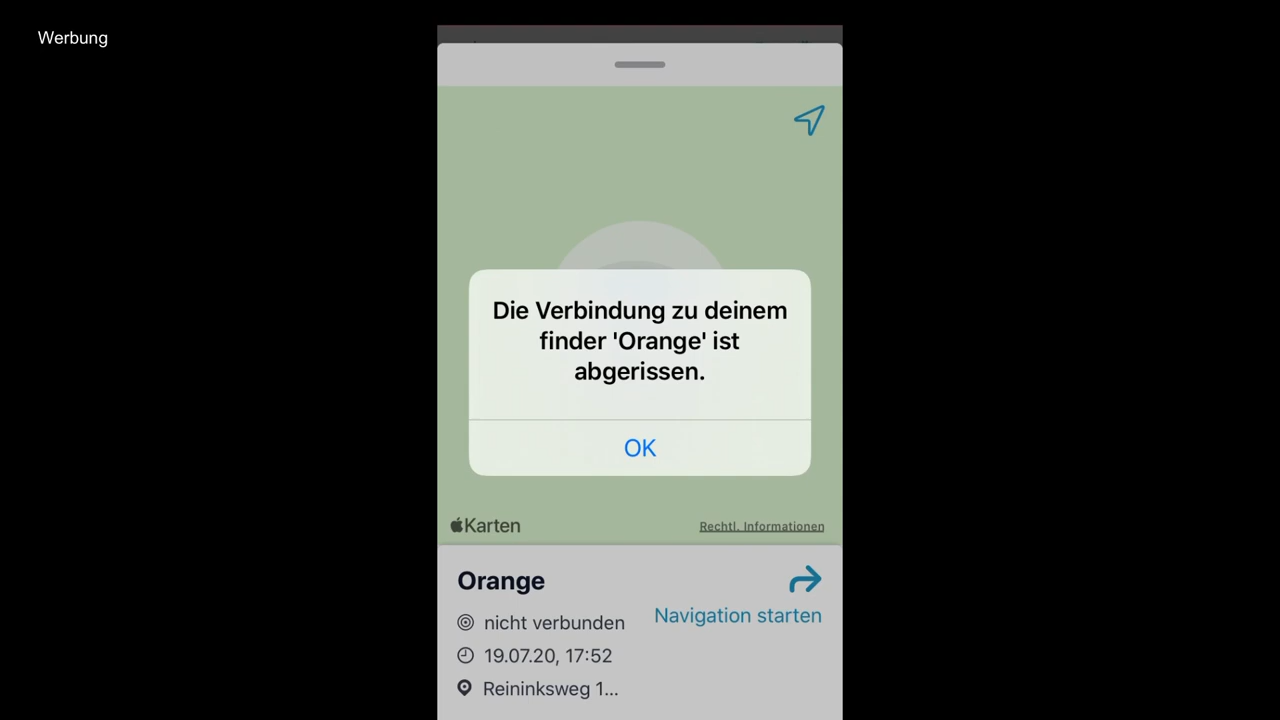 Werbung
Die Verbindung zu deinem
finder 'Orange' ist
abgerissen.
OK
Karten
Rechtl. Informationen
Orange
nicht verbunden
Navigation starten
19.07.20, 17:52
Reininksweg 1...